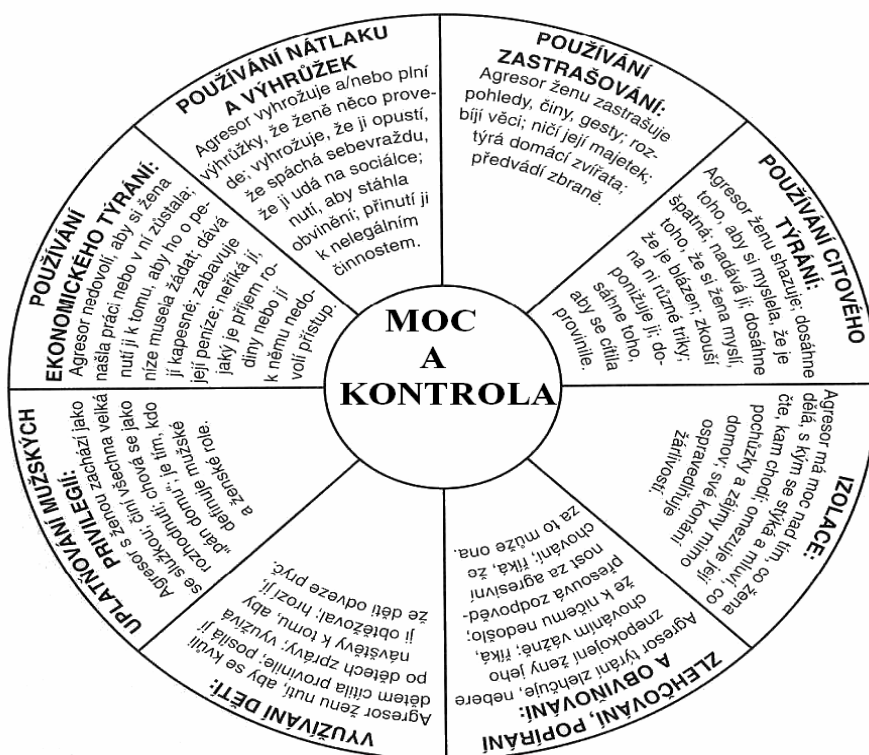 POUŽÍVÁNÍ NÁTLAKU
A VÝHRŮŽEK
Agresor vyhrožuje a/nebo plní
výhrůžky, že ženě něco prove-
de; vyhrožuje, že ji opustí,
že spáchá sebevraždu,
že ji udá na sociálce;
nutí, aby stáhla
obvinění; přinutí ji
k nelegálním
činnostem.
POUŽÍVÁNÍ
ZASTRAŠOVÁNÍ:
Agresor ženu zastrašuje
pohledy, činy, gesty; roz-
bíjí věci; ničí její majetek;
týrá domácí zvířata;
předvádí zbraně.
POUŽÍVÁNÍ CITOVÉHO
TÝRÁNÍ:
Agresor ženu shazuje; dosáhne
toho, aby si myslela, že je
špatná; nadává jí; dosáhne
toho, že si žena myslí,
že je blázen; zkouší
na ni různé triky;
ponižuje ji; do-
sáhne toho,
aby se cítila
provinile.
IZOLACE:
Agresor má moc nad tím, co žena
dělá, s kým se stýká a mluví, co
čte, kam chodí; omezuje její
pochůzky a zájmy mimo
domov; své konání
ospravedlňuje
žárlivostí.
ZLEHČOVÁNÍ, POPÍRÁNÍ
A OBVIŇOVÁNÍ:
Agresor týrání zlehčuje, nebere
znepokojení ženy jeho
chováním vážně; říká,
že k ničemu nedošlo;
přesouvá zodpověd-
nost za agresivní
chování; říká, že
za to může ona.
VYUŽÍVÁNÍ DĚTÍ:
Agresor ženu nutí, aby se kvůli
dětem cítila provinile; posílá jí
po dětech zprávy; využívá
návštěvy k tomu, aby
ji obtěžoval; hrozí jí,
že děti odveze pryč.
UPLATŇOVÁNÍ MUŽSKÝCH
PRIVILEGIÍ:
Agresor s ženou zachází jako
se služkou; činí všechna velká
rozhodnutí; chová se jako
„pán domu"; je tím, kdo
definuje mužské
a ženské role.
POUŽÍVÁNÍ
EKONOMICKÉHO TÝRÁNÍ:
Agresor nedovolí, aby si žena
našla práci nebo v ní zůstala;
nutí ji k tomu, aby ho o pe-
níze musela žádat; dává
jí kapesné; zabavuje
její peníze; neříká jí,
jaký je příjem ro-
diny nebo jí
k němu nedo-
volí přístup.
MOC
A
KONTROLA